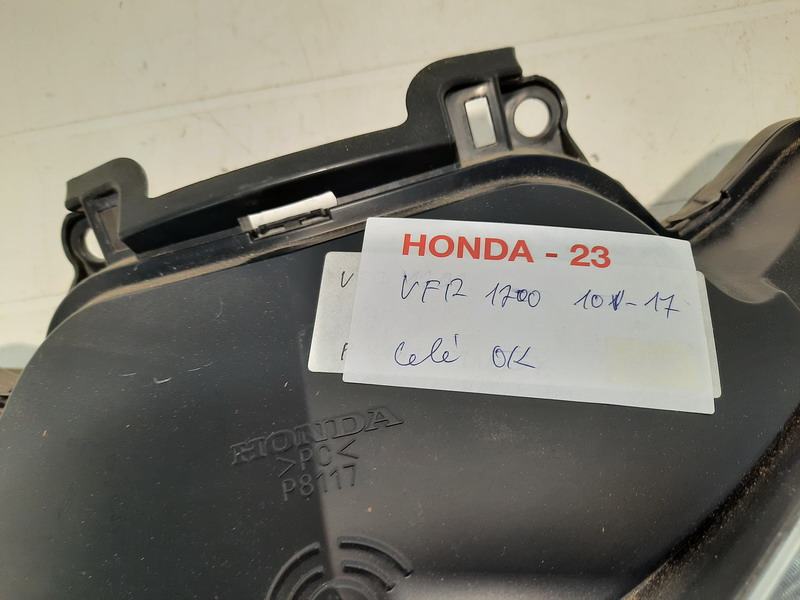 HONDA - 23
VFR 1200 10-17
Celé OK
HONDA
>PC<
P8117